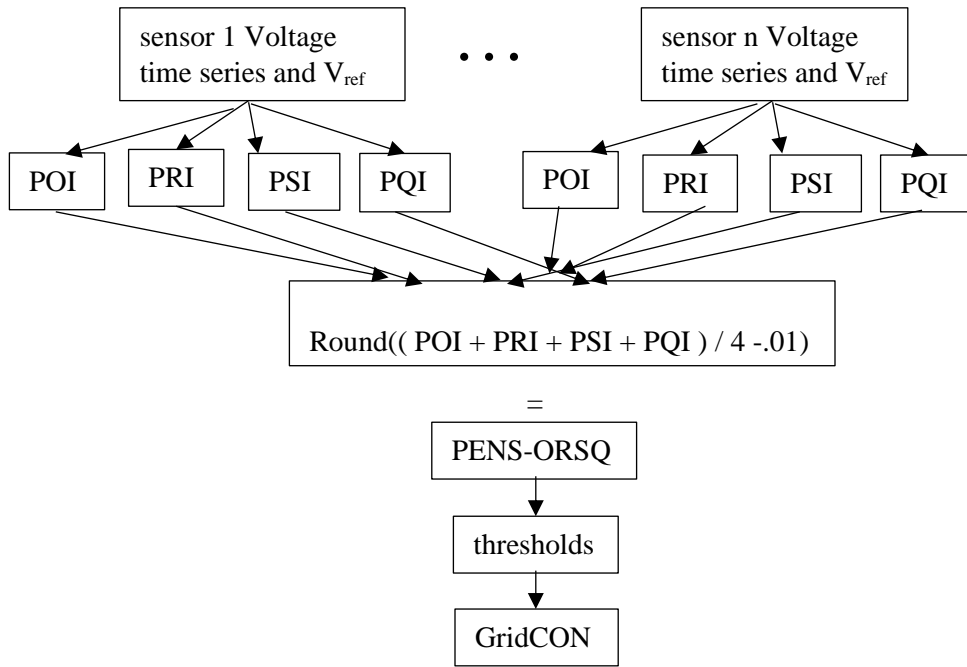 sensor 1 Voltage
time series and Vref
• • •
sensor n Voltage
time series and Vref
POI
PRI
PSI
PQI
POI
PRI
PSI
PQI
Round(( POI + PRI + PSI + PQI ) / 4 -.01)
=
PENS-ORSQ
thresholds
GridCON